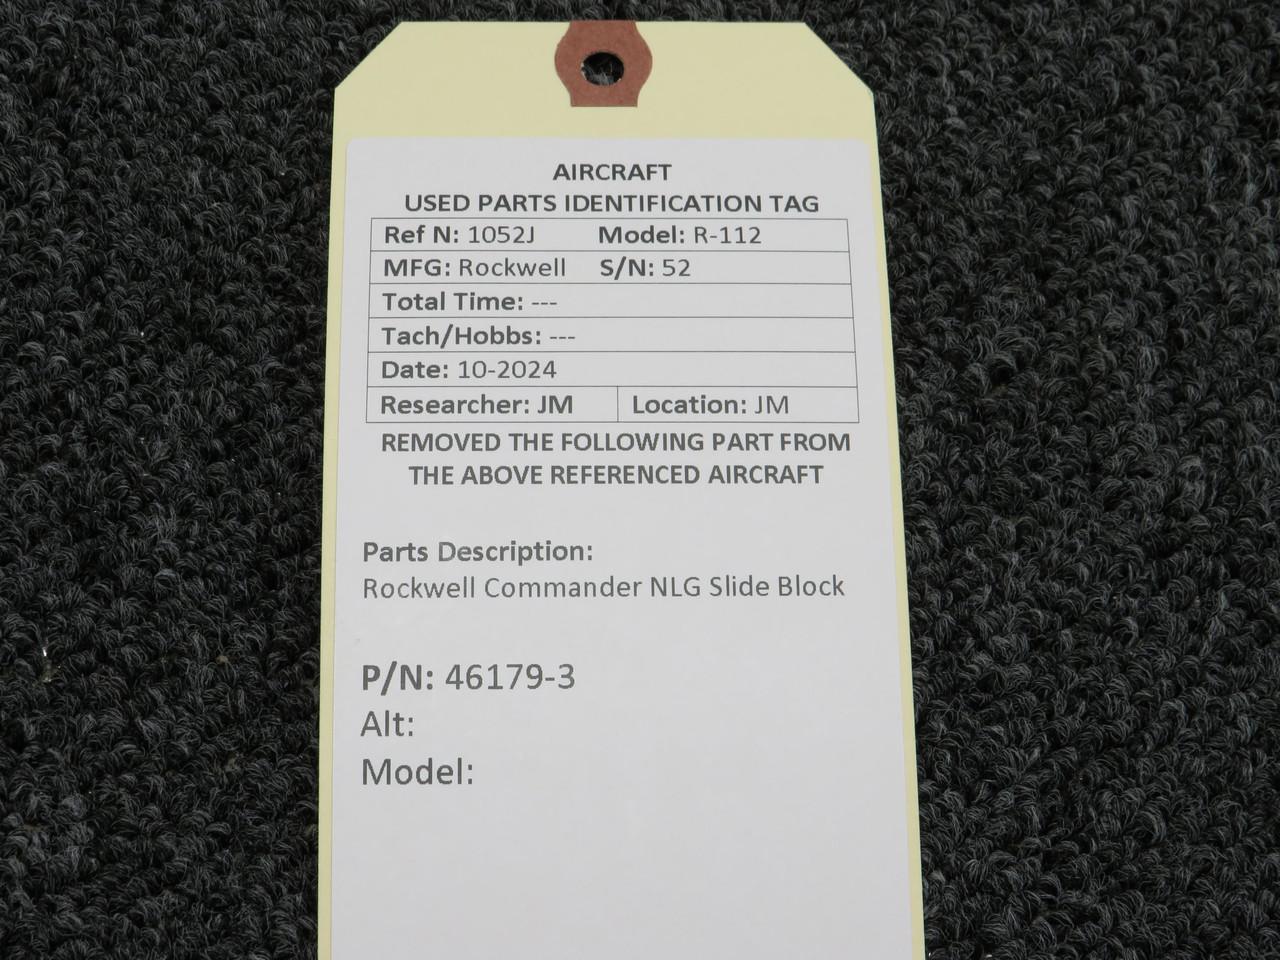 AIRCRAFT
USED PARTS IDENTIFICATION TAG
Ref N: 1052J Model: R-112
MFG: Rockwell S/N: 52
Total Time: ---
Tach/Hobbs: ---
Date: 10-2024
Researcher: JM Location: JM
REMOVED THE FOLLOWING PART FROM
THE ABOVE REFERENCED AIRCRAFT
Parts Description:
Rockwell Commander NLG Slide Block
P/N: 46179-3
Alt:
Model: